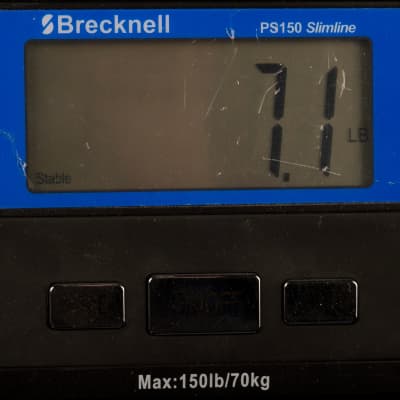 Brecknell PS150 Slimline
7.1 LB
Stable
Max:150lb/70kg